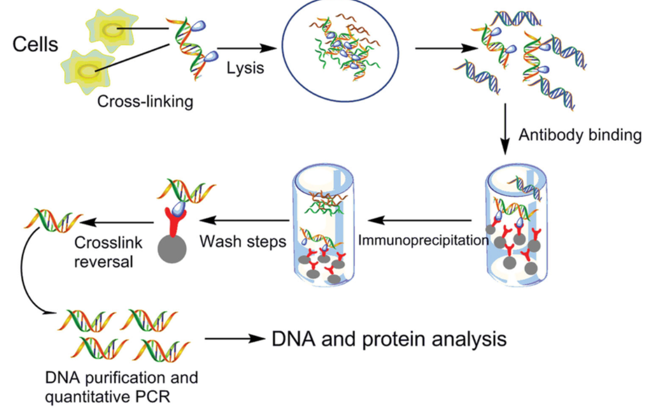 Cells
Cross-linking
Lysis
Antibody binding
Immunoprecipitation
Wash steps
Crosslink
reversal
DNA purification and
quantitative PCR
DNA and protein analysis